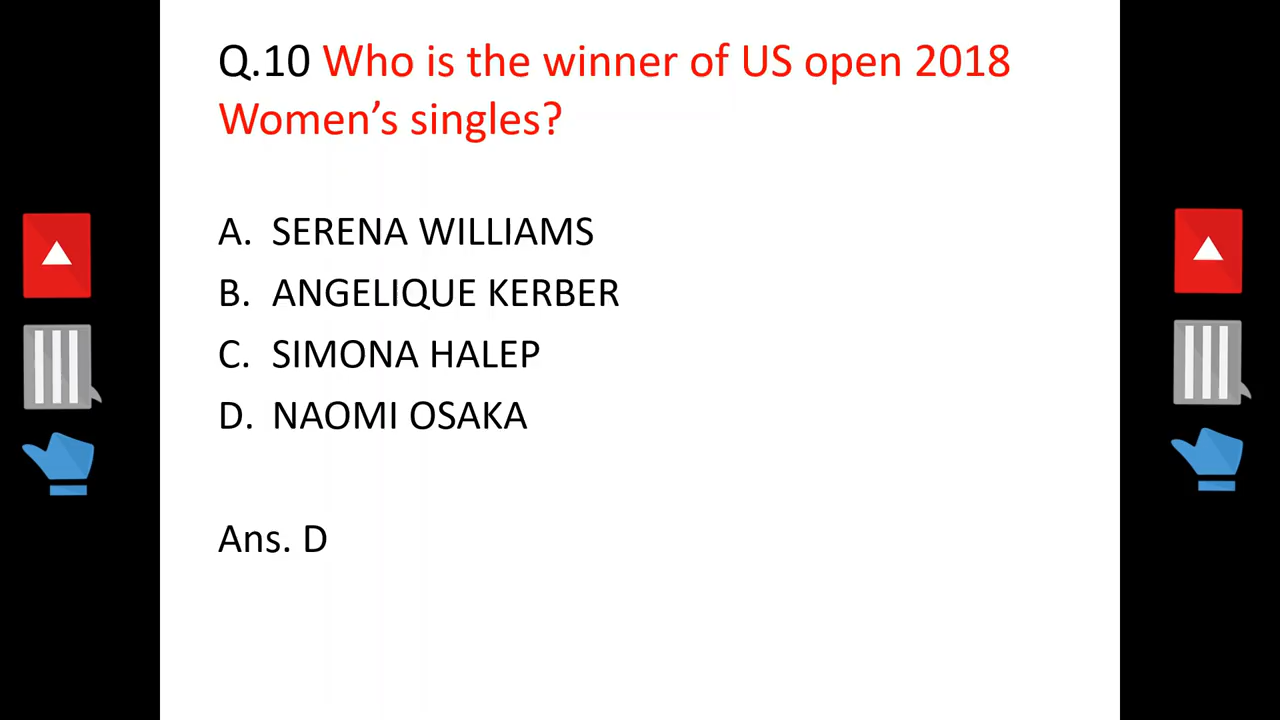 Q.10 Who is the winner of US open 2018
Women’s singles?
A. SERENA WILLIAMS
B. ANGELIQUE KERBER
C. SIMONA HALEP
D. NAOMI OSAKA
Ans. D